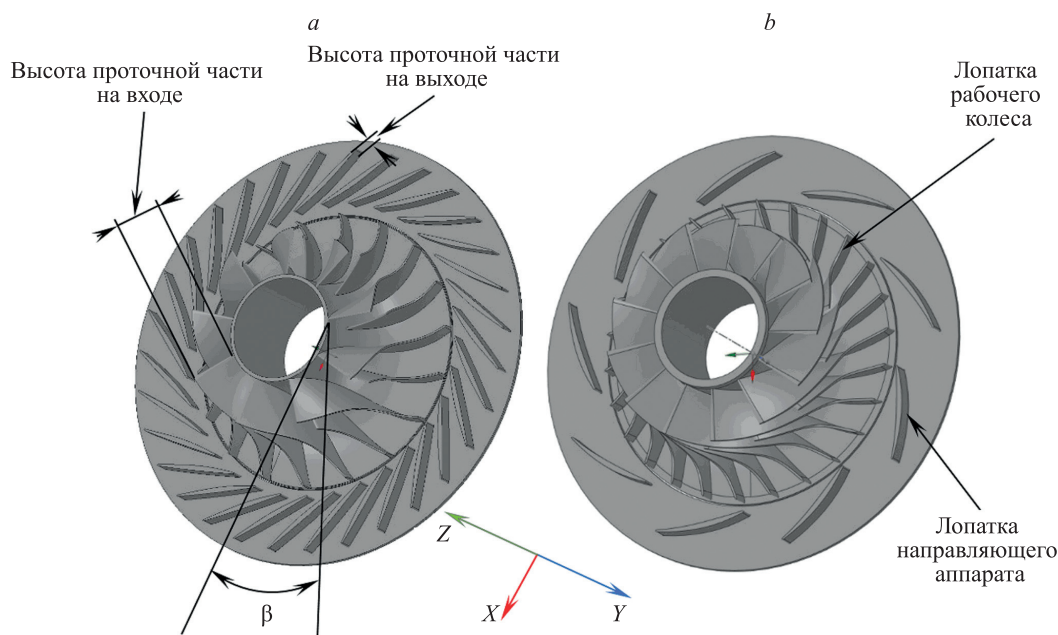 a
b
Высота проточной части
на входе
Высота проточной части
на выходе
Лопатка
рабочего
колеса
Z
X
Y
β
Лопатка
направляющего
аппарата